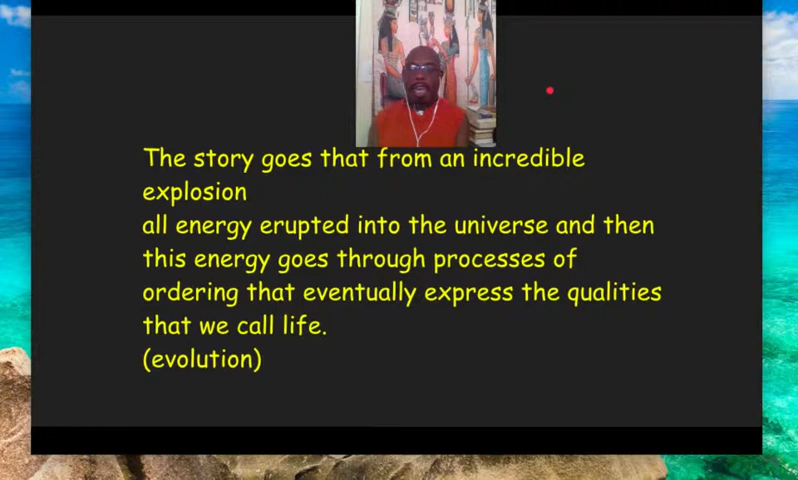 The story goes that from an incredible
explosion
all energy erupted into the universe and then
this energy goes through processes of
ordering that eventually express the qualities
that we call life.
(evolution)